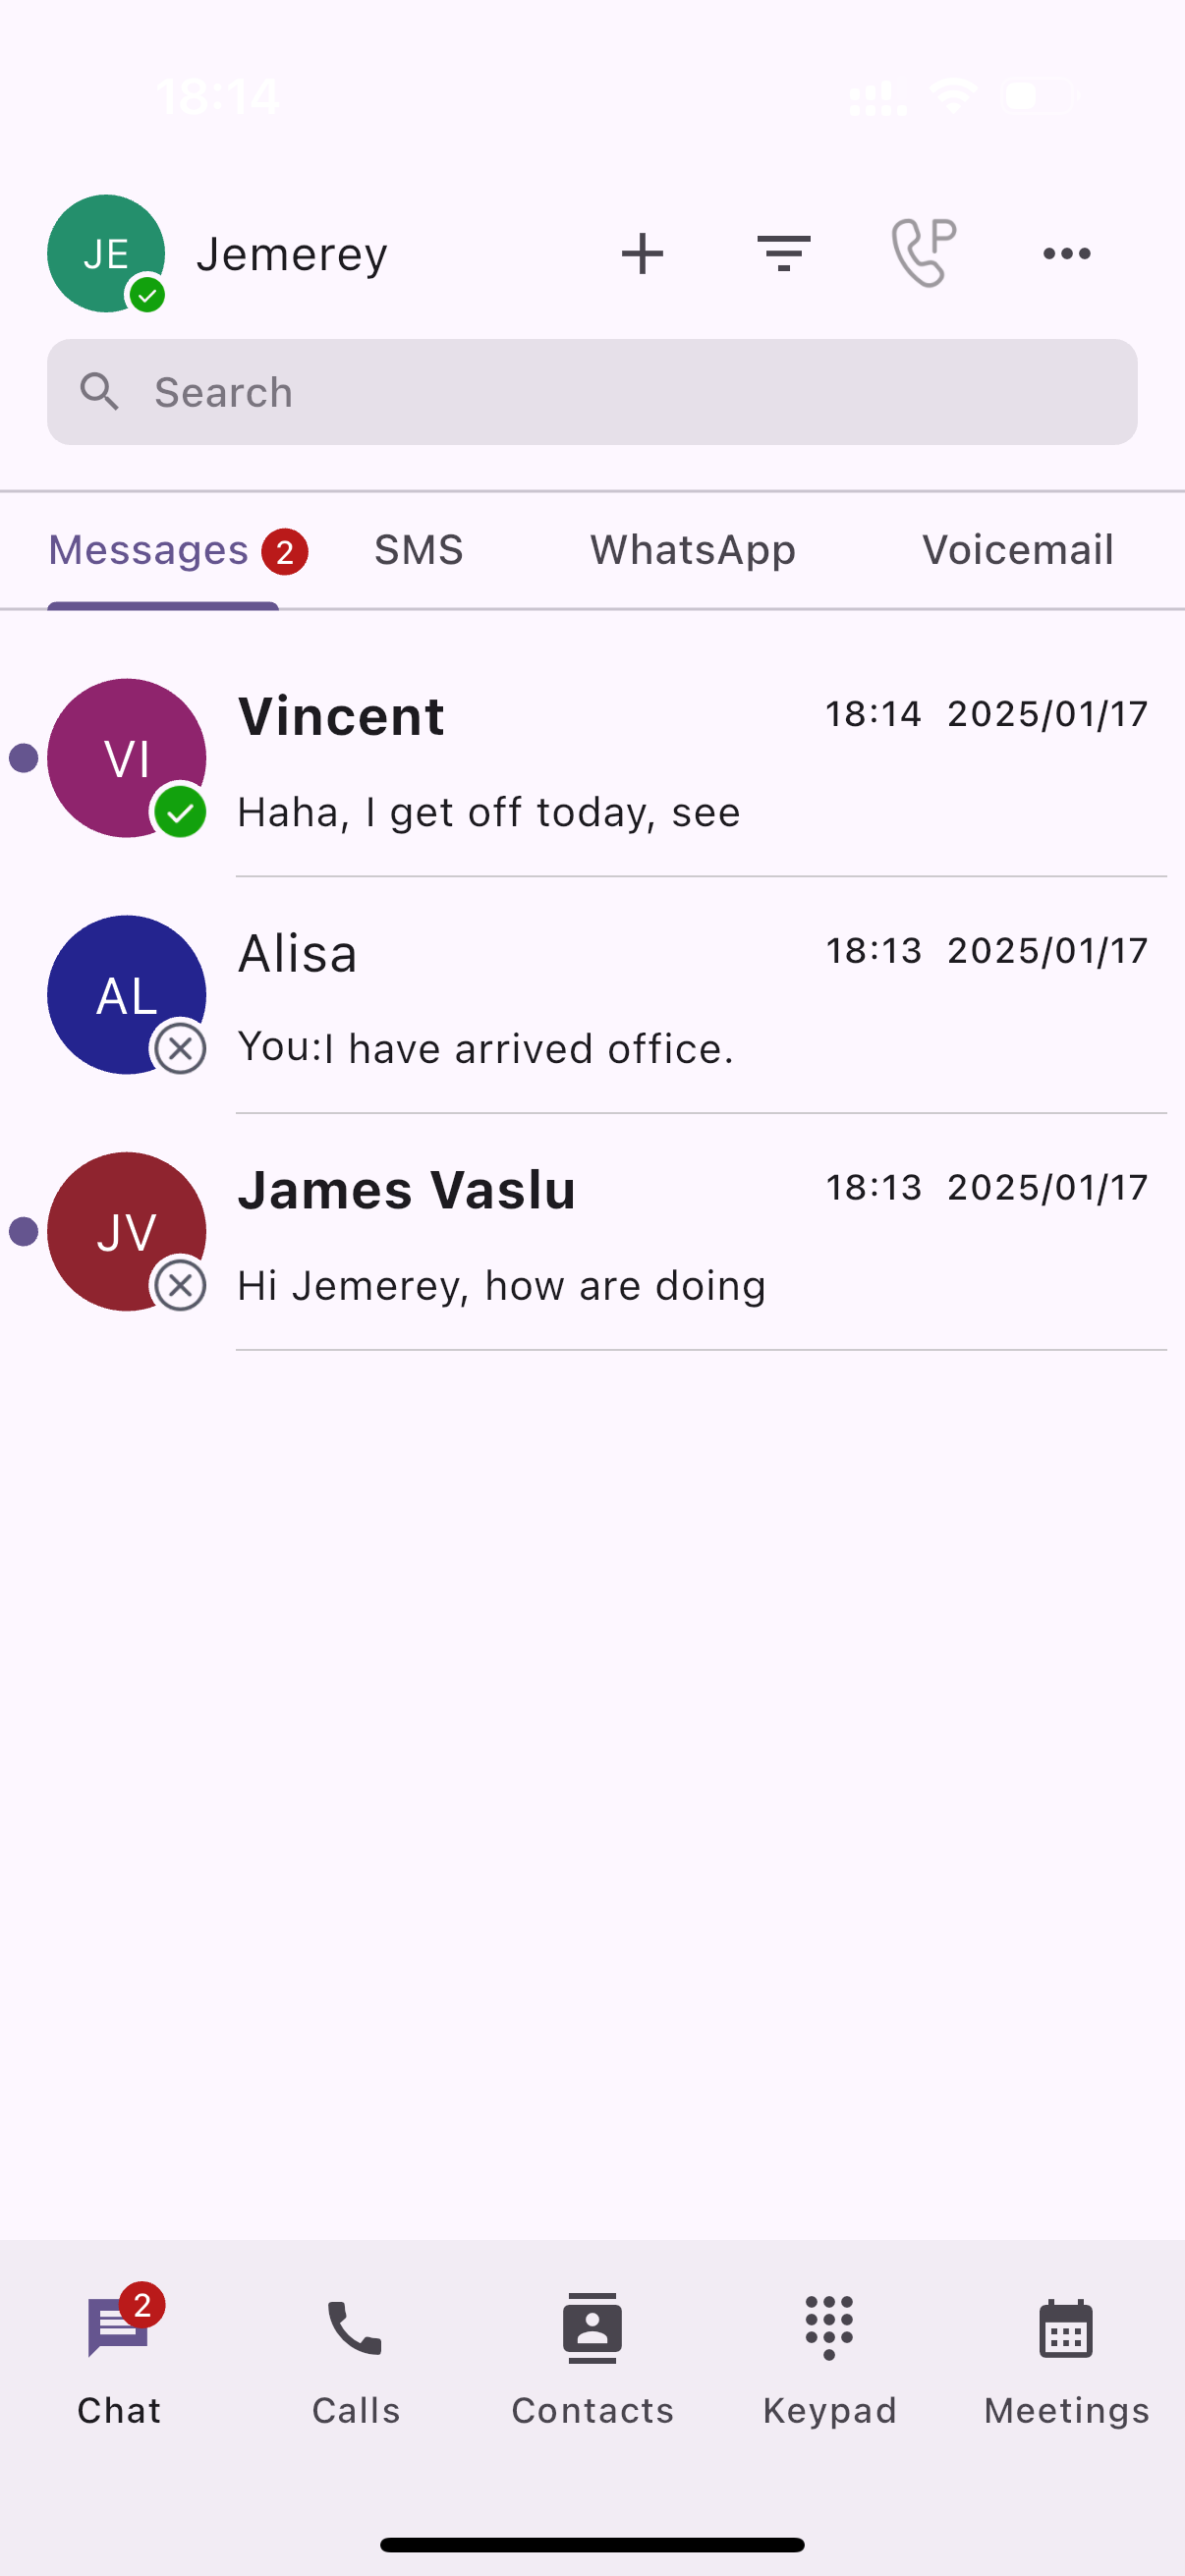 18:14
JE Jemerey
Search
Messages 2 SMS WhatsApp Voicemail
VI Vincent 18:14 2025/01/17
Haha, I get off today, see
AL Alisa 18:13 2025/01/17
You:I have arrived office.
JV James Vaslu 18:13 2025/01/17
Hi Jemerey, how are doing
2
Chat Calls Contacts Keypad Meetings